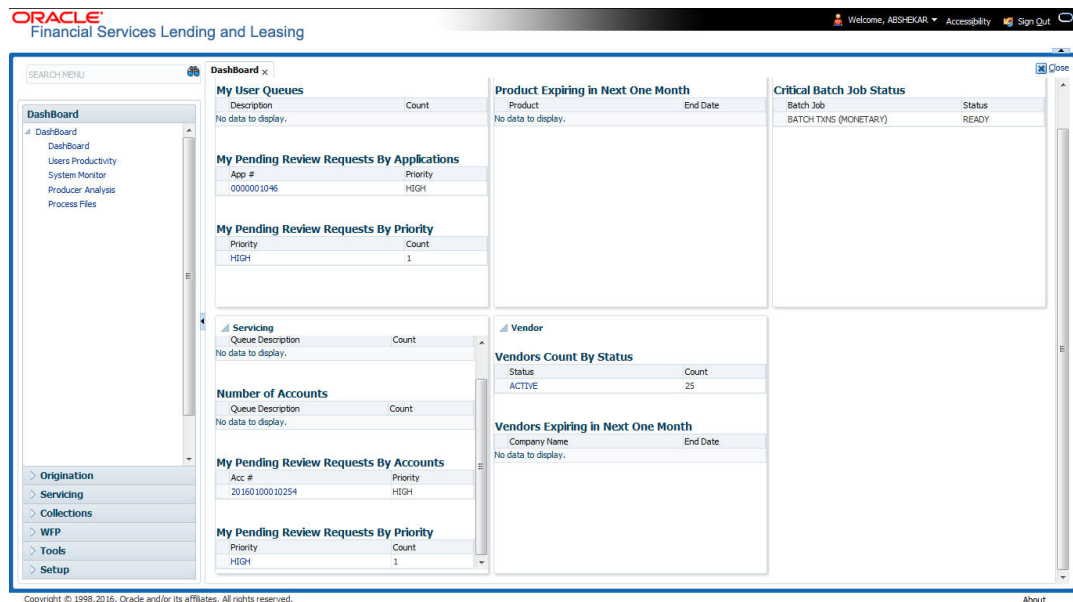 ORACLE
Financial Services Lending and Leasing
Welcome, ABSHEKAR Accessibility Sign Out
SEARCH MENU
DashBoard
Close
DashBoard
DashBoard
DashBoard
Users Productivity
System Monitor
Producer Analysis
Process Files
Origination
Servicing
Collections
WFP
Tools
Setup
My User Queues
Description Count
No data to display.
My Pending Review Requests By Applications
App # Priority
0000001046 HIGH
My Pending Review Requests By Priority
Priority Count
HIGH 1
Product Expiring in Next One Month
Product End Date
No data to display.
Critical Batch Job Status
Batch Job Status
BATCH TXNS (MONETARY) READY
Servicing
Queue Description Count
No data to display.
Number of Accounts
Queue Description Count
No data to display.
My Pending Review Requests By Accounts
Acc # Priority
20160100010254 HIGH
My Pending Review Requests By Priority
Priority Count
HIGH 1
Vendor
Vendors Count By Status
Status Count
ACTIVE 25
Vendors Expiring in Next One Month
Company Name End Date
No data to display.
Copyright © 1998,2016, Oracle and/or its affiliates. All rights reserved.
About